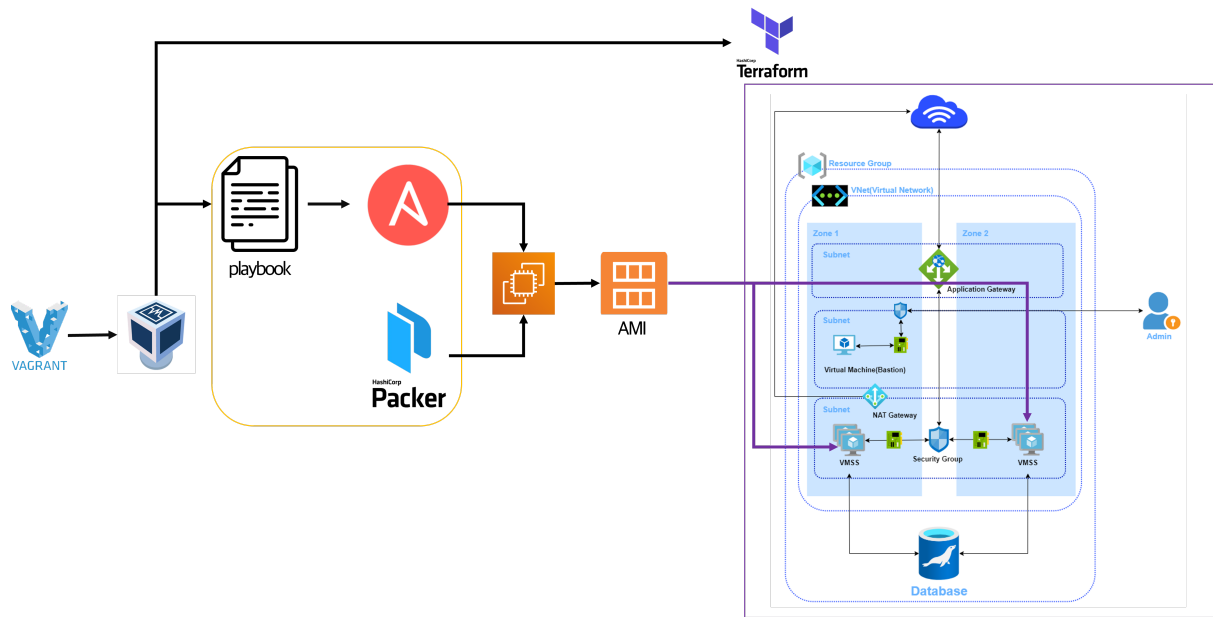 HashiCorp
Terraform
Resource Group
VNet(Virtual Network)
Zone 1
Zone 2
Subnet
Application Gateway
playbook
AMI
VAGRANT
HashiCorp
Packer
Subnet
Virtual Machine(Bastion)
Admin
NAT Gateway
Subnet
VMSS
Security Group
VMSS
Database